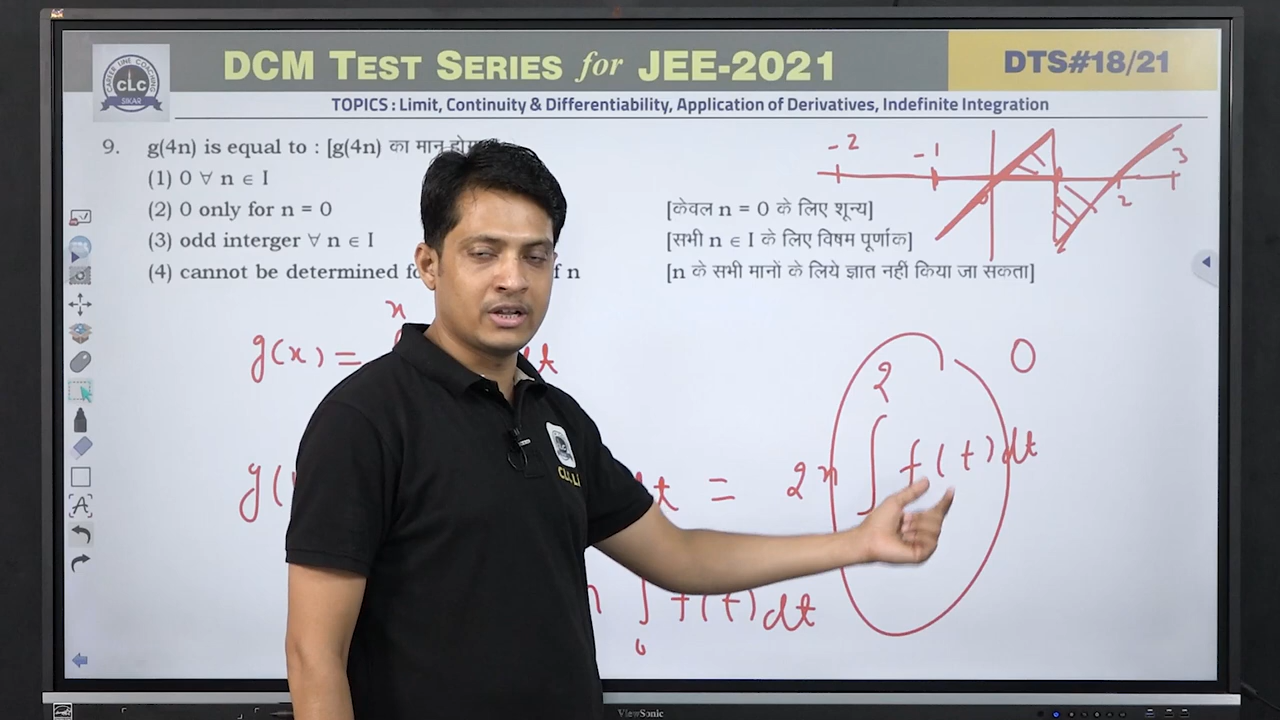 DCM TEST SERIES for JEE-2021
DTS#18/21
CAREER LINE COACHING
CLC
SIKAR
TOPICS : Limit, Continuity & Differentiability, Application of Derivatives, Indefinite Integration
9. g(4n) is equal to : [g(4n) का मान
(1) 0 ∀ n ∈ I
(2) 0 only for n = 0 [केवल n = 0 के लिए शून्य]
(3) odd interger ∀ n ∈ I [सभी n ∈ I के लिए विषम पूर्णाक]
(4) cannot be determined n [n के सभी मानों के लिये ज्ञात नहीं किया जा सकता]
-2 -1 2 3
x
g(x) = dt
2 0
g( = 2n ∫ f(t) dt
∫ f(t) dt
0
ViewSonic